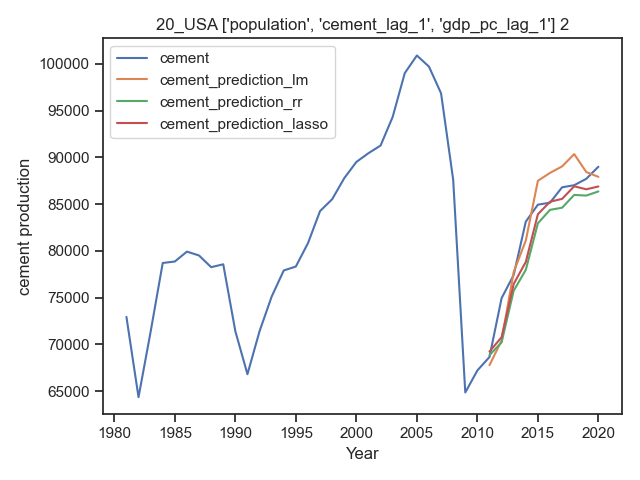 20_USA ['population', 'cement_lag_1', 'gdp_pc_lag_1'] 2
cement
cement_prediction_lm
cement_prediction_rr
cement_prediction_lasso
cement production
100000
95000
90000
85000
80000
75000
70000
65000
1980 1985 1990 1995 2000 2005 2010 2015 2020
Year